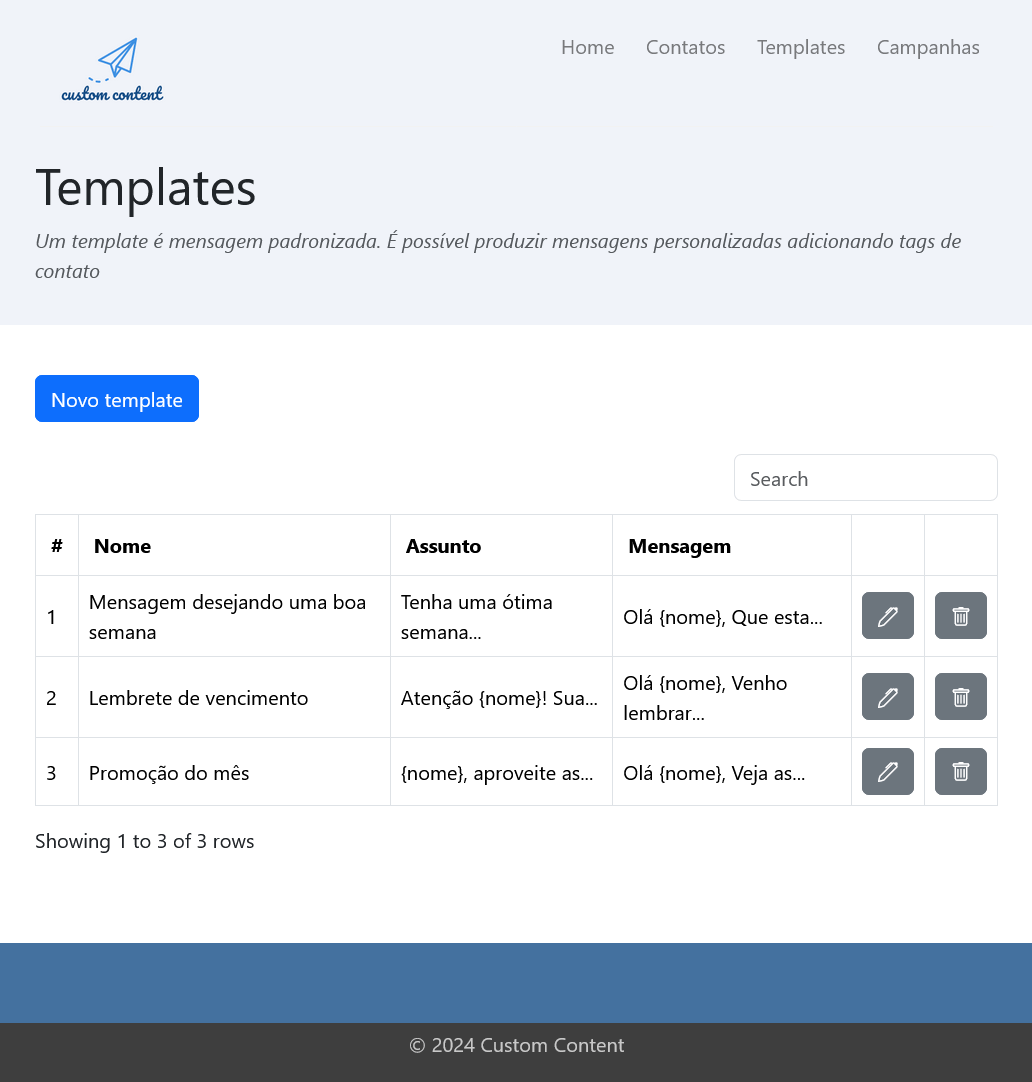 custom content
Home Contatos Templates Campanhas
Templates
Um template é mensagem padronizada. É possível produzir mensagens personalizadas adicionando tags de
contato
Novo template
Search
# Nome Assunto Mensagem
1 Mensagem desejando uma boa
semana
Tenha uma ótima
semana...
Olá {nome}, Que esta...
2 Lembrete de vencimento Atenção {nome}! Sua...
Olá {nome}, Venho
lembrar...
3 Promoção do mês {nome}, aproveite as... Olá {nome}, Veja as...
Showing 1 to 3 of 3 rows
© 2024 Custom Content